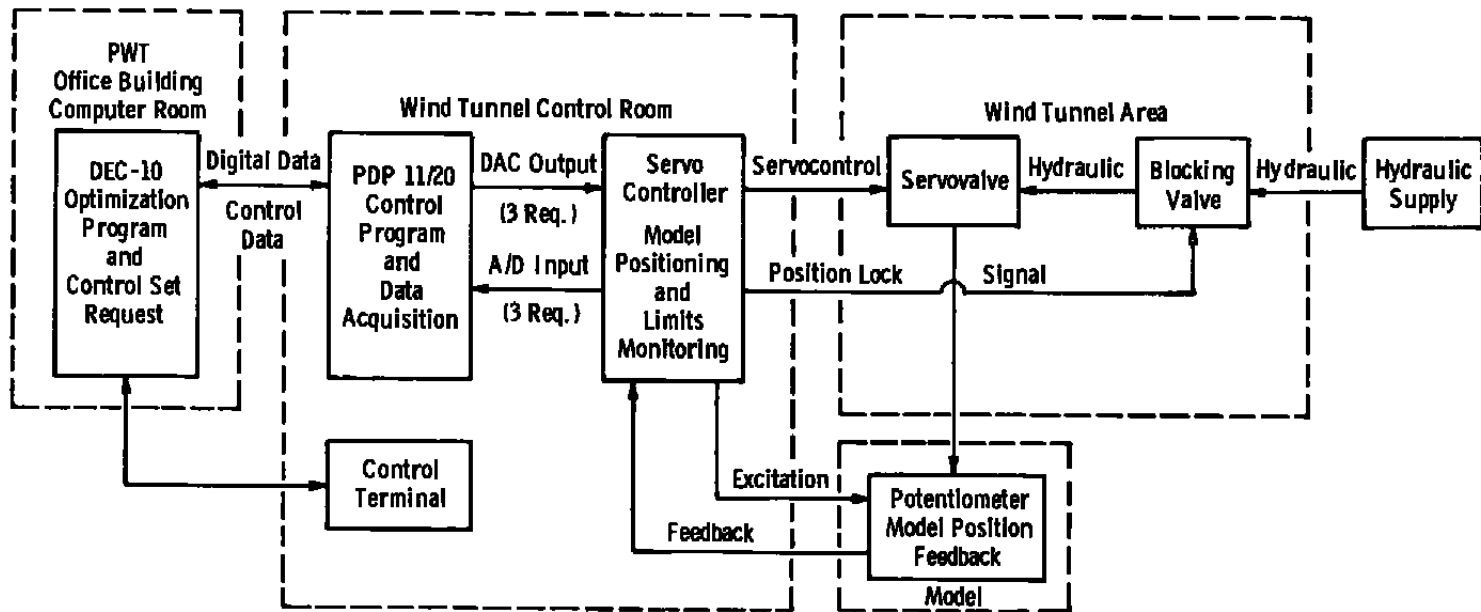 PWT
Office Building
Computer Room
DEC-10
Optimization
Program
and
Control Set
Request
Digital Data
Control
Data
Wind Tunnel Control Room
PDP 11/20
Control
Program
and
Data
Acquisition
DAC Output
(3 Req.)
A/D Input
(3 Req.)
Servo
Controller
Model
Positioning
and
Limits
Monitoring
Control
Terminal
Servocontrol
Position Lock Signal
Excitation
Feedback
Wind Tunnel Area
Servovalve
Hydraulic
Blocking
Valve
Hydraulic
Hydraulic
Supply
Potentiometer
Model Position
Feedback
Model